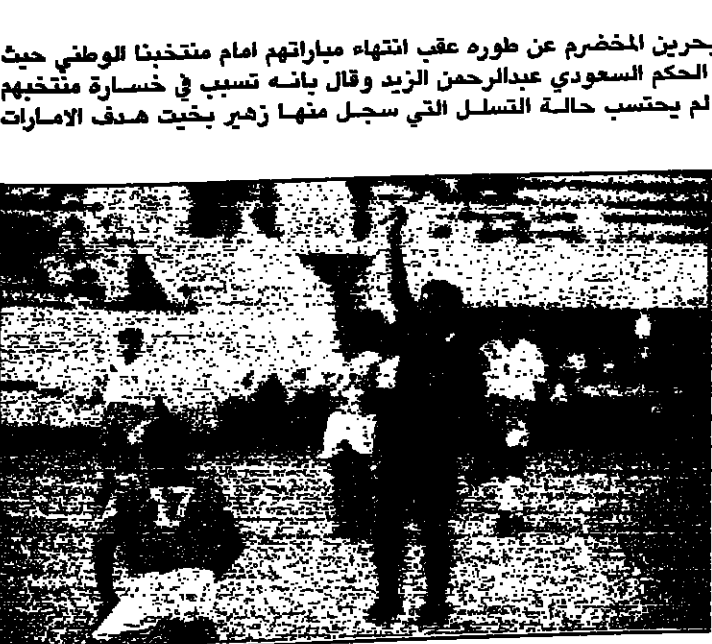 بحرين المخضرم عن طوره عقب انتهاء مباراتهم امام منتخبنا الوطني حيث
الحكم السعودي عبدالرحمن الزيد وقال بانه تسبب في خسارة منتخبهم
لم يحتسب حالة التسلل التي سجل منها زهير بخيت هدف الامارات
17